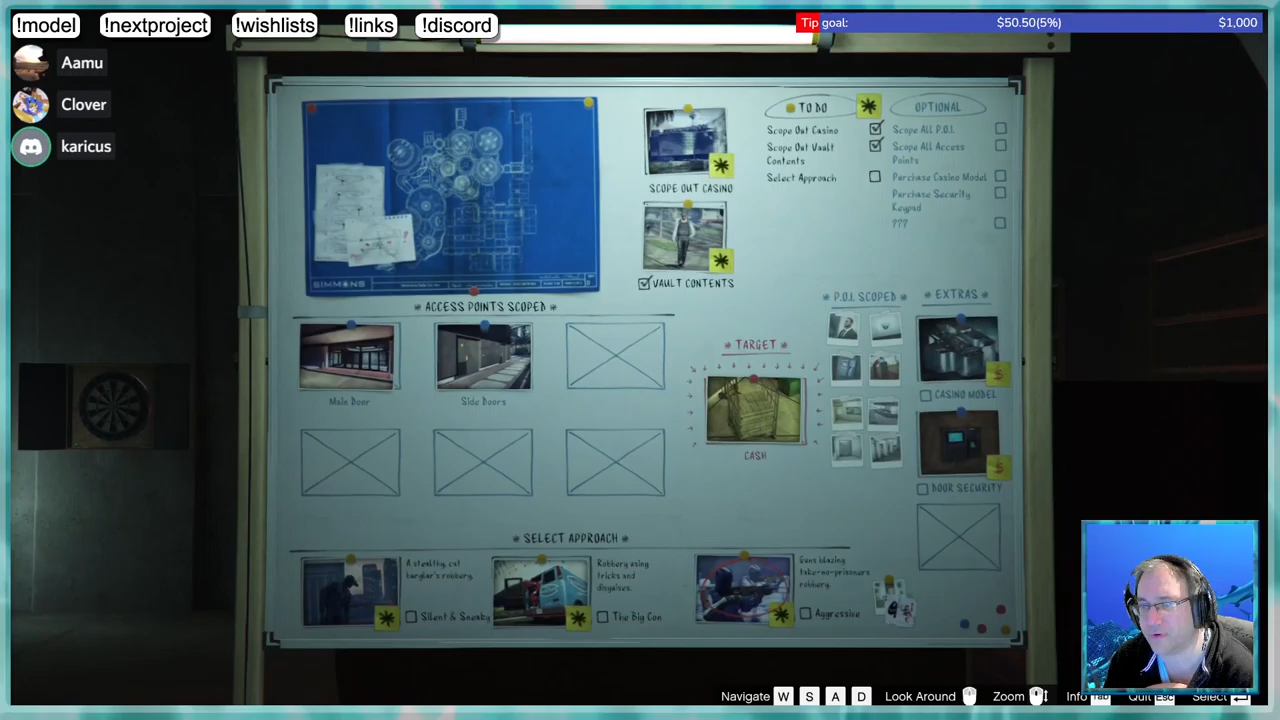 !model
!nextproject
!wishlists
!links
!discord
Tip goal:
$50.50(5%)
$1,000
Aamu
Clover
karicus
TO DO
OPTIONAL
Scope Out Casino
Scope Out Vault
Contents
Select Approach
Scope All P.O.I.
Scope All Access
Points
Purchase Casino Model
Purchase Security
Keypad
???
SCOPE OUT CASINO
VAULT CONTENTS
SIMMONS
* ACCESS POINTS SCOPED *
Main Door
Side Doors
* TARGET *
CASH
* P.O.I. SCOPED *
* EXTRAS *
$
CASINO MODEL
$
DOOR SECURITY
* SELECT APPROACH *
A stealthy, cat
burglar's robbery.
Silent & Sneaky
Robbery using
tricks and
disguises.
The Big Con
Guns blazing
take-no-prisoners
robbery.
Aggressive
Navigate W S A D Look Around Zoom Info Tab Quit Esc Select